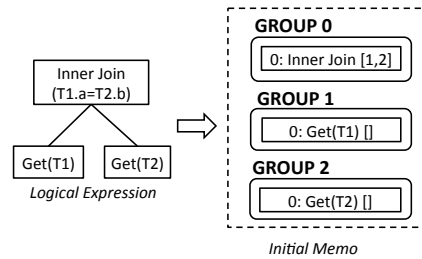 Inner Join
(T1.a=T2.b)
Get(T1)
Get(T2)
Logical Expression
GROUP 0
0: Inner Join [1,2]
GROUP 1
0: Get(T1) []
GROUP 2
0: Get(T2) []
Initial Memo